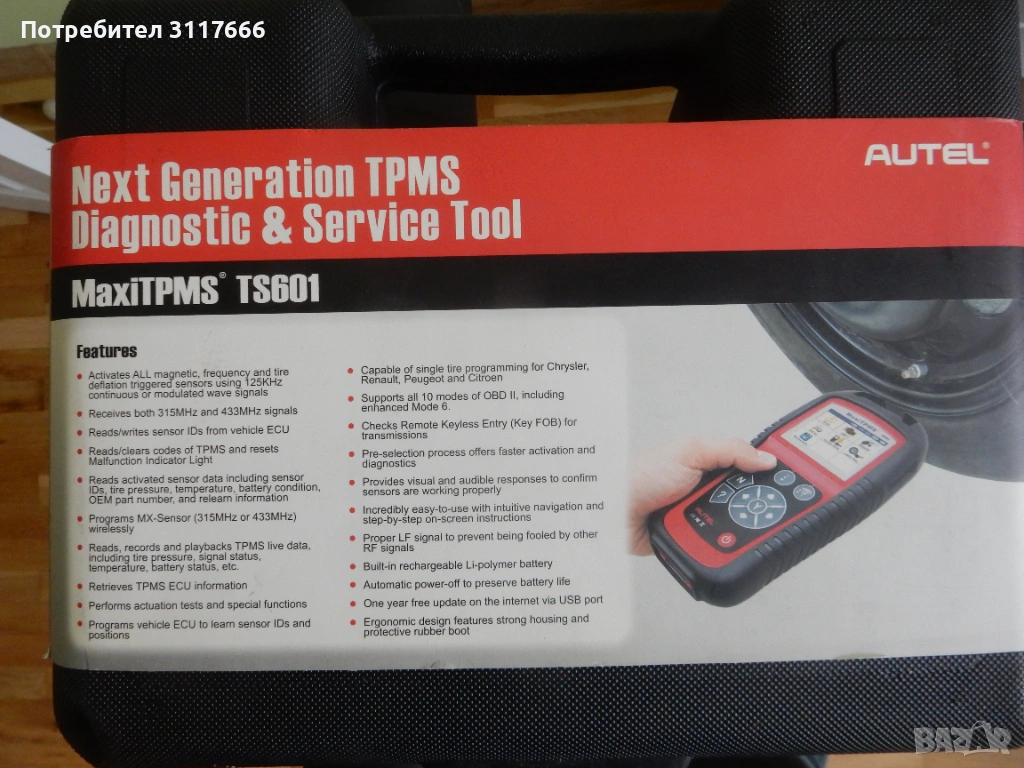 Потребител 3117666
AUTEL®
Next Generation TPMS
Diagnostic & Service Tool
MaxiTPMS® TS601
Features
• Activates ALL magnetic, frequency and tire
deflation triggered sensors using 125KHz
continuous or modulated wave signals
• Receives both 315MHz and 433MHz signals
• Reads/writes sensor IDs from vehicle ECU
• Reads/clears codes of TPMS and resets
Malfunction Indicator Light
• Reads activated sensor data including sensor
IDs, tire pressure, temperature, battery condition,
OEM part number, and relearn information
• Programs MX-Sensor (315MHz or 433MHz)
wirelessly
• Reads, records and playbacks TPMS live data,
including tire pressure, signal status,
temperature, battery status, etc.
• Retrieves TPMS ECU information
• Performs actuation tests and special functions
• Programs vehicle ECU to learn sensor IDs and
positions
• Capable of single tire programming for Chrysler,
Renault, Peugeot and Citroen
• Supports all 10 modes of OBD II, including
enhanced Mode 6.
• Checks Remote Keyless Entry (Key FOB) for
transmissions
• Pre-selection process offers faster activation and
diagnostics
• Provides visual and audible responses to confirm
sensors are working properly
• Incredibly easy-to-use with intuitive navigation and
step-by-step on-screen instructions
• Proper LF signal to prevent being fooled by other
RF signals
• Built-in rechargeable Li-polymer battery
• Automatic power-off to preserve battery life
• One year free update on the internet via USB port
• Ergonomic design features strong housing and
protective rubber boot
MaxiTPMS
N
?
Y
AUTEL
BAZAR